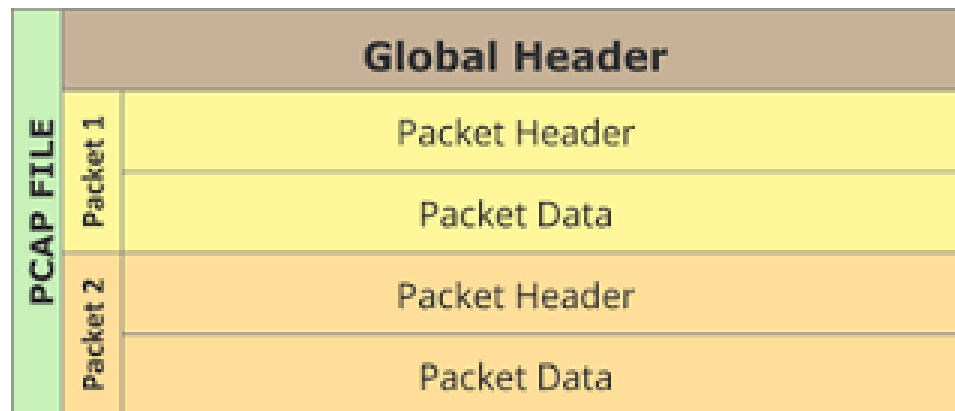 PCAP FILE
Global Header
Packet 1
Packet Header
Packet Data
Packet 2
Packet Header
Packet Data